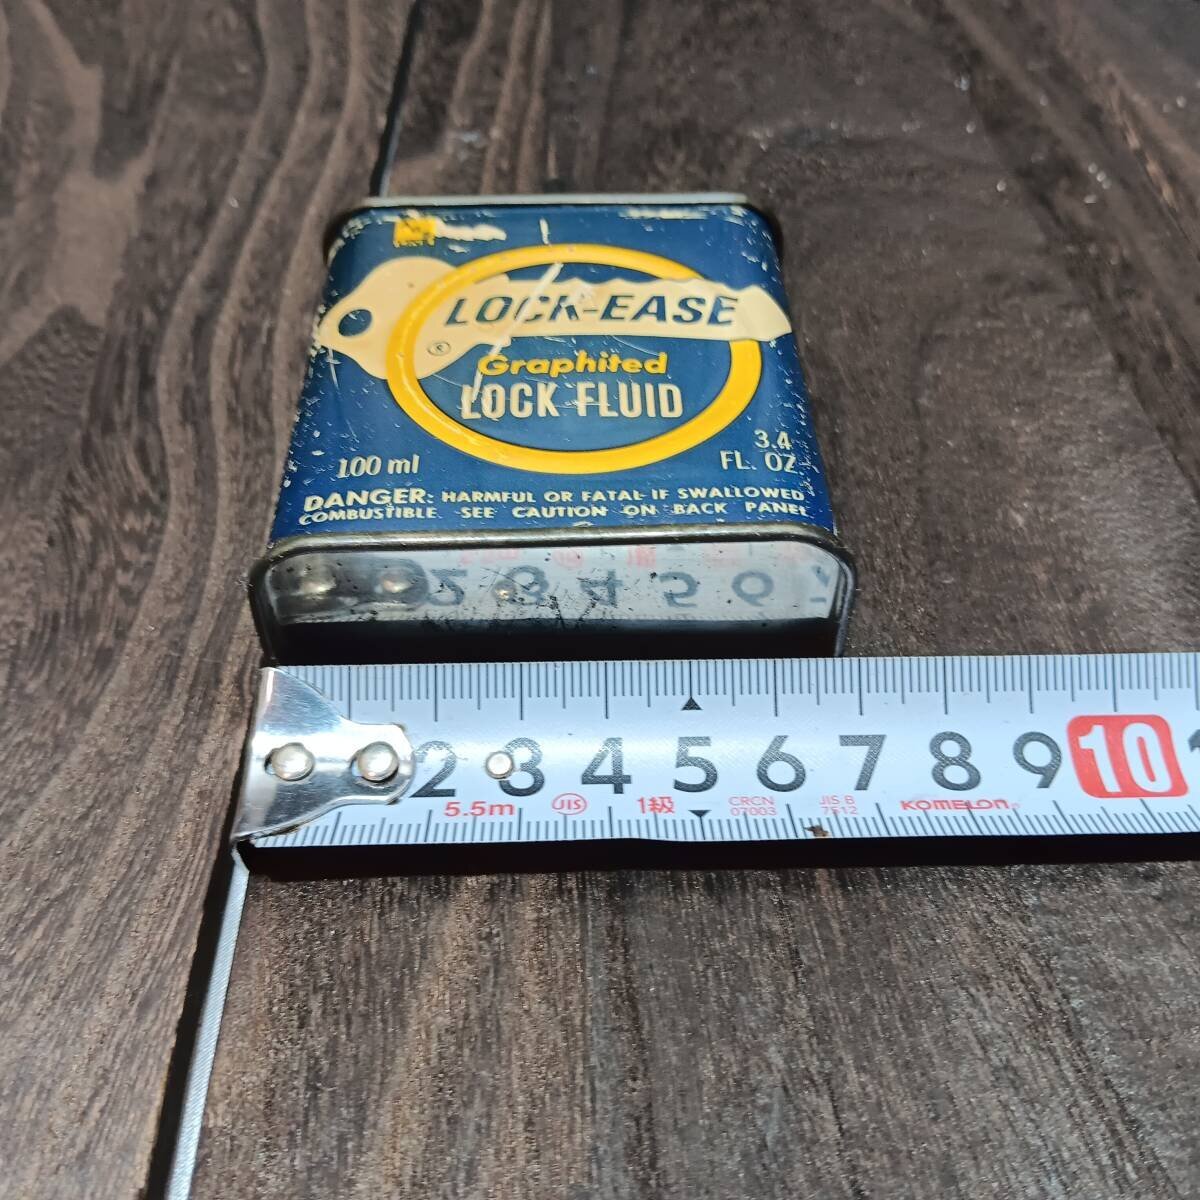 LOCK-EASE
®
Graphited
LOCK FLUID
100 ml
3.4
FL. OZ
DANGER: HARMFUL OR FATAL IF SWALLOWED
COMBUSTIBLE. SEE CAUTION ON BACK PANEL
2 3 4 5 6 7 8 9 10
5.5m JIS 1級 CRCN 07003 JIS B 7512 KOMELON®